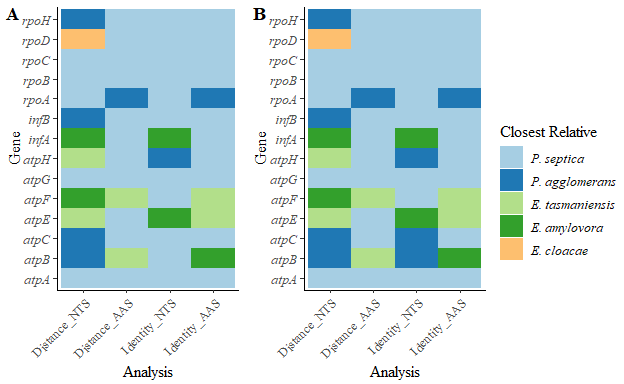 A
B
rpoH
rpoD
rpoC
rpoB
rpoA
infB
infA
atpH
atpG
atpF
atpE
atpC
atpB
atpA
Gene
Distance_NTS
Distance_AAS
Identity_NTS
Identity_AAS
Analysis
rpoH
rpoD
rpoC
rpoB
rpoA
infB
infA
atpH
atpG
atpF
atpE
atpC
atpB
atpA
Gene
Distance_NTS
Distance_AAS
Identity_NTS
Identity_AAS
Analysis
Closest Relative
P. septica
P. agglomerans
E. tasmaniensis
E. amylovora
E. cloacae